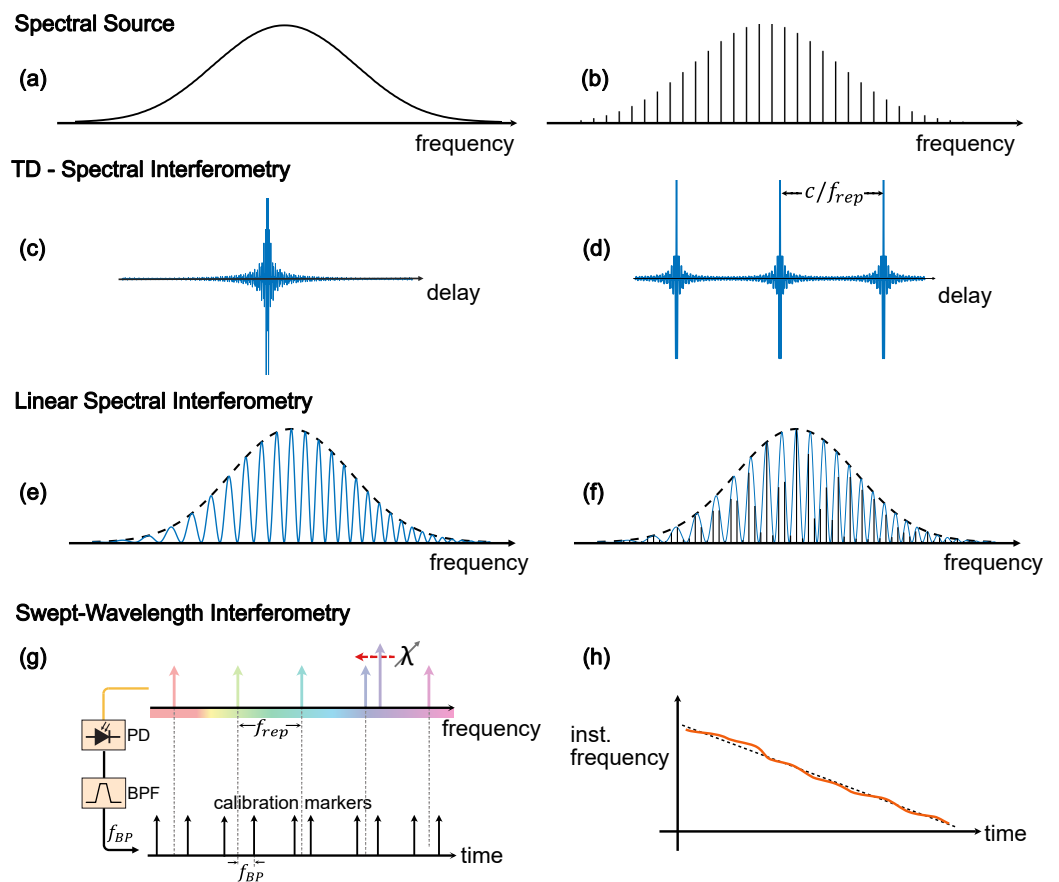 Spectral Source
(a)
(b)
frequency
frequency
TD - Spectral Interferometry
(c)
(d)
c/f_rep
delay
delay
Linear Spectral Interferometry
(e)
(f)
frequency
frequency
Swept-Wavelength Interferometry
(g)
(h)
λ
frequency
f_rep
PD
BPF
calibration markers
f_BP
time
f_BP
inst.
frequency
time